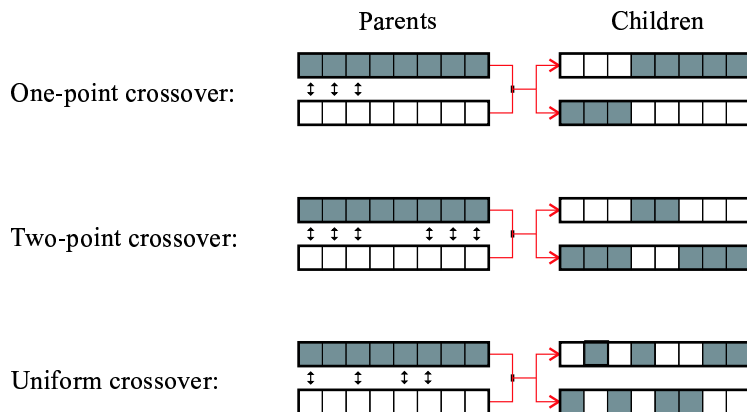 Parents Children
One-point crossover:
Two-point crossover:
Uniform crossover: